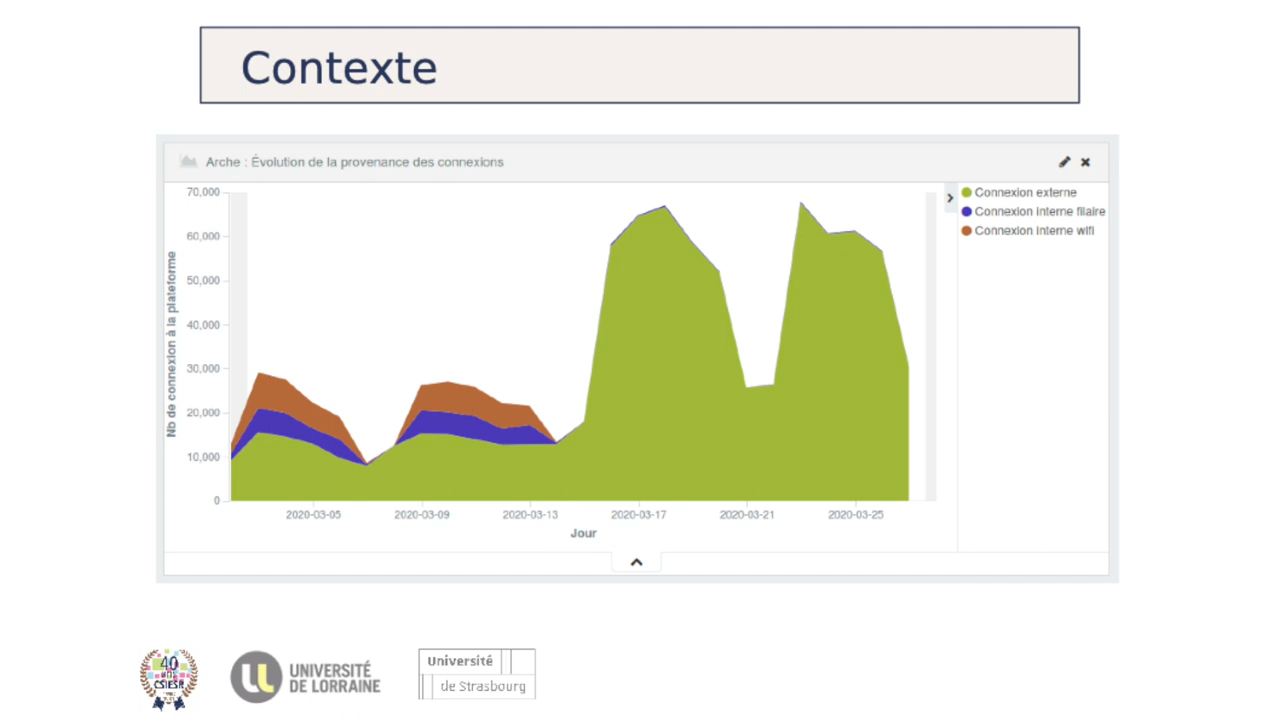 Contexte
Arche : Évolution de la provenance des connexions
Nb de connexion à la plateforme
70,000
60,000
50,000
40,000
30,000
20,000
10,000
0
2020-03-05 2020-03-09 2020-03-13 2020-03-17 2020-03-21 2020-03-25
Jour
Connexion externe
Connexion interne filaire
Connexion interne wifi
40
ans
CSIESR
UNIVERSITÉ
DE LORRAINE
Université
de Strasbourg